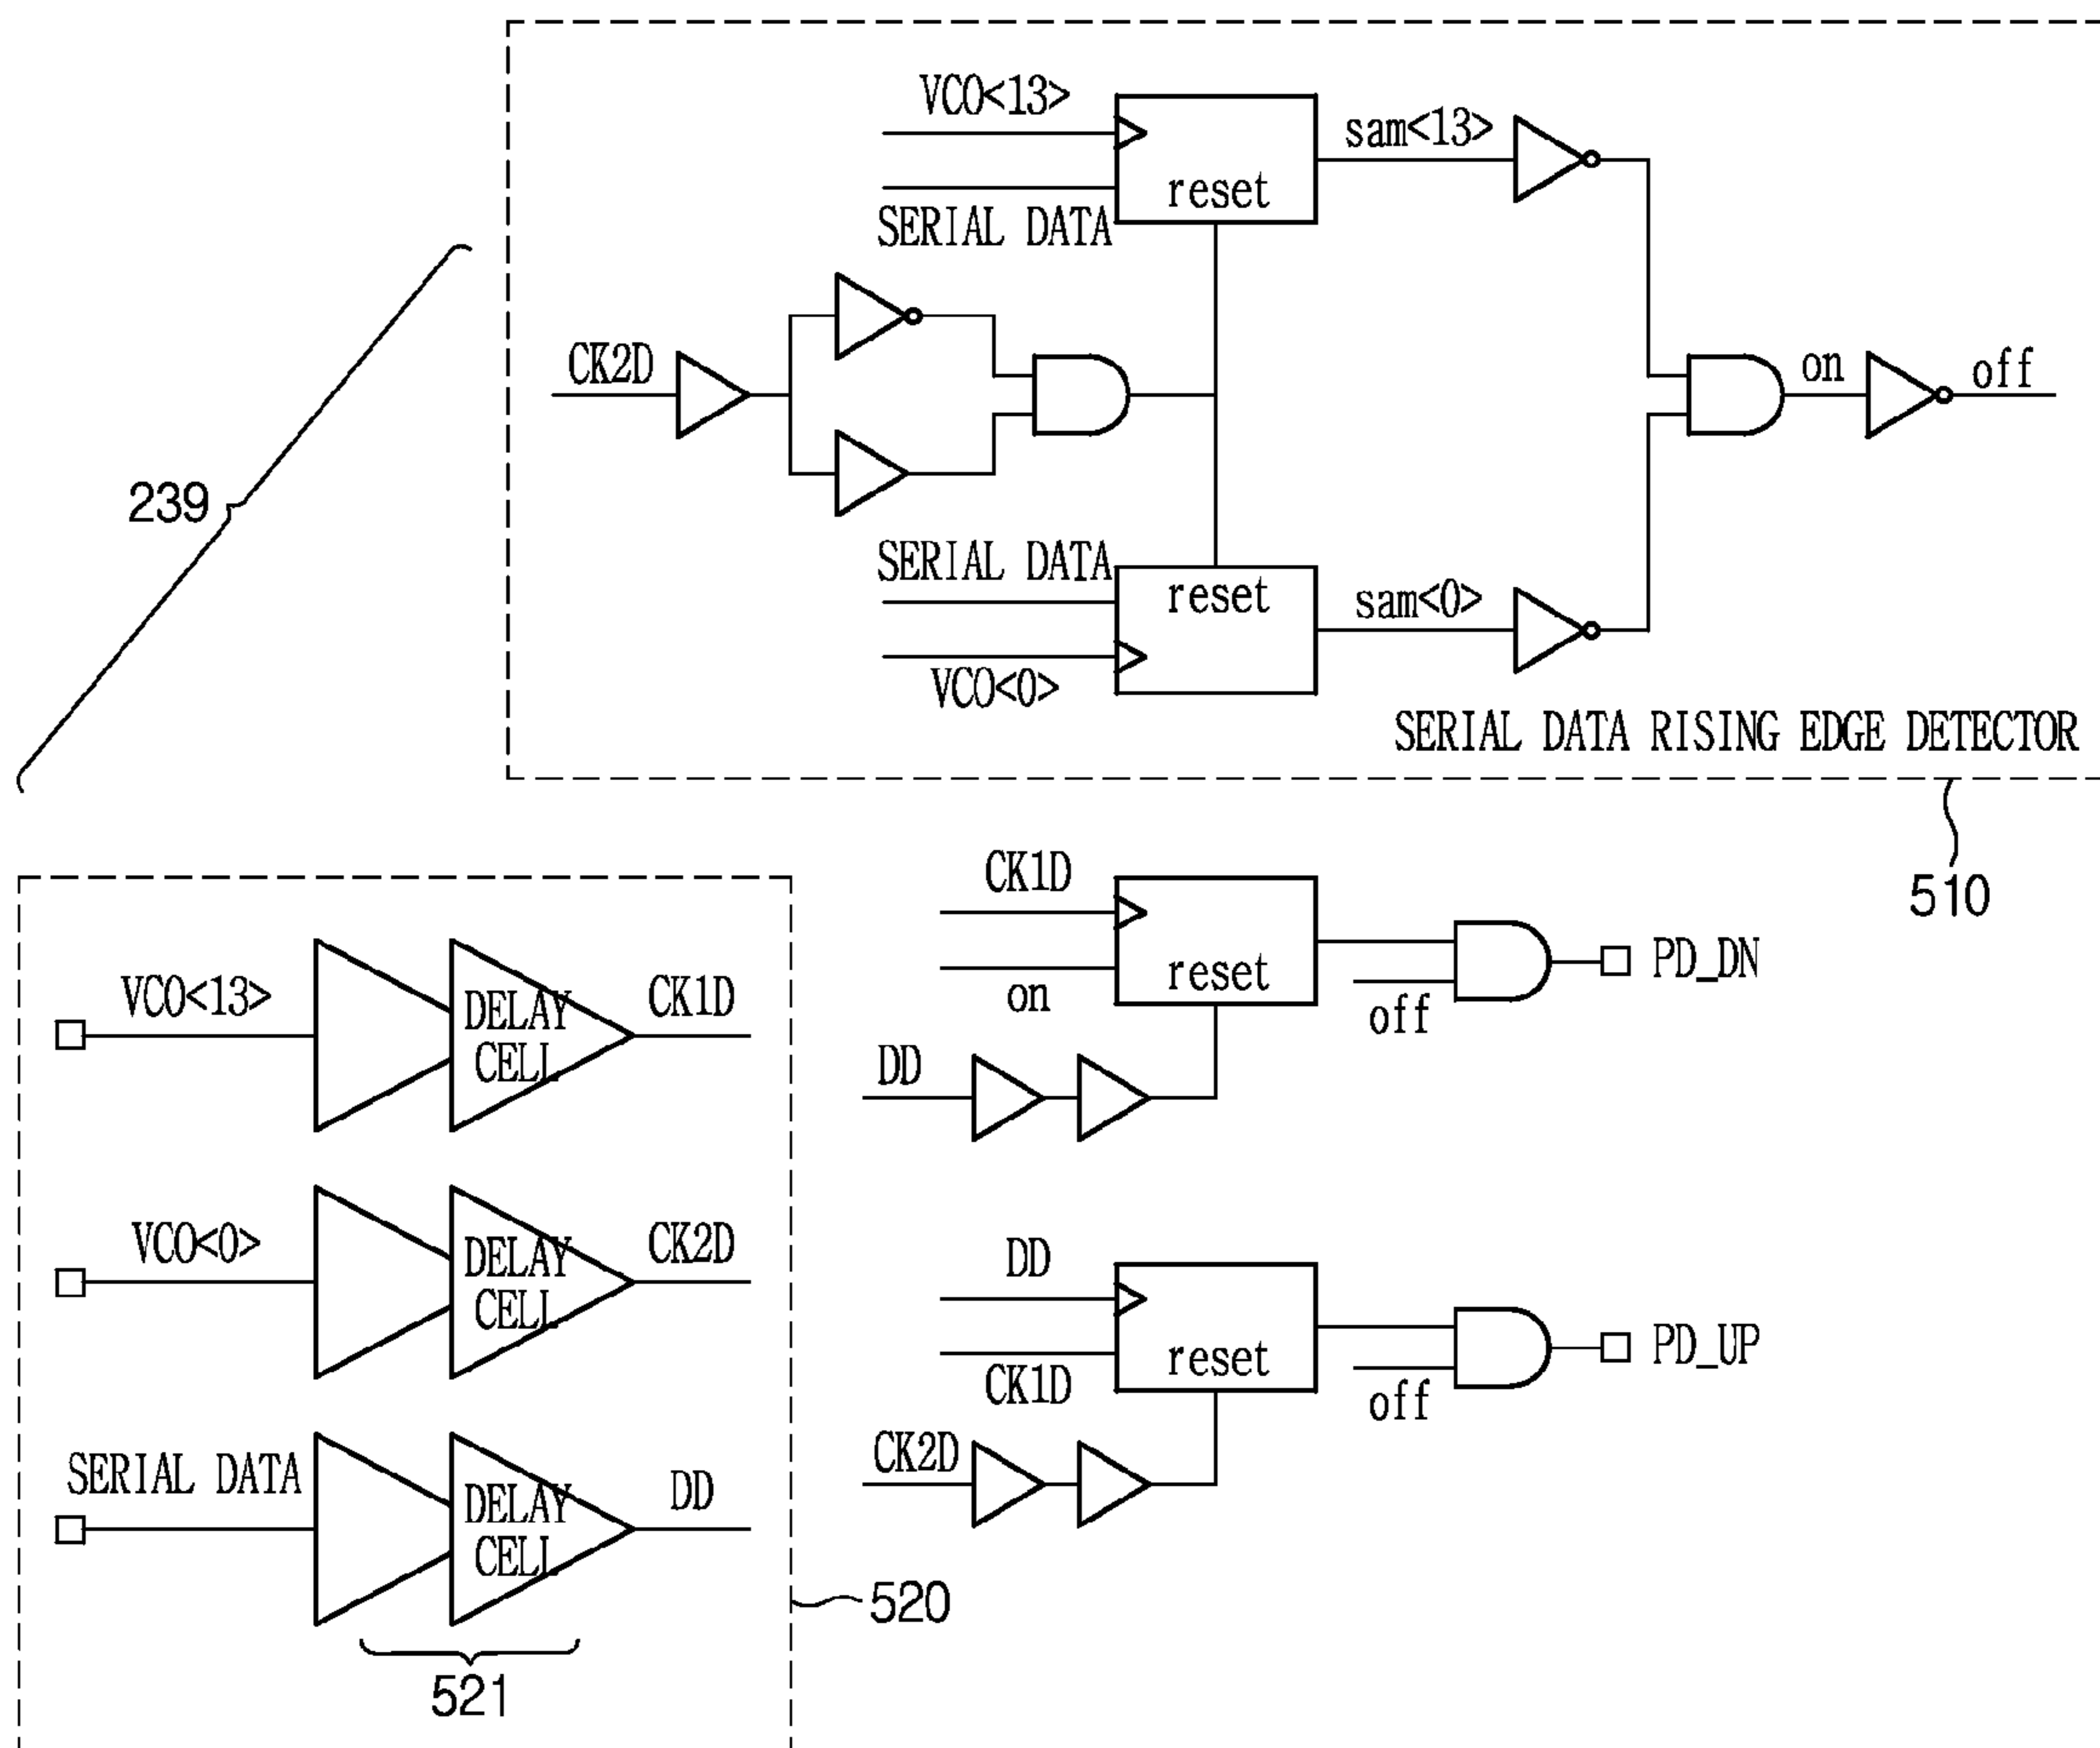 VCO<13>
sam<13>
reset
SERIAL DATA
CK2D
on
off
239
SERIAL DATA
reset
sam<0>
VCO<0>
SERIAL DATA RISING EDGE DETECTOR
510
CK1D
reset
on
off
PD_DN
DD
VCO<13>
DELAY
CELL
CK1D
VCO<0>
DELAY
CELL
CK2D
DD
reset
CK1D
off
PD_UP
CK2D
SERIAL DATA
DELAY
CELL
DD
520
521